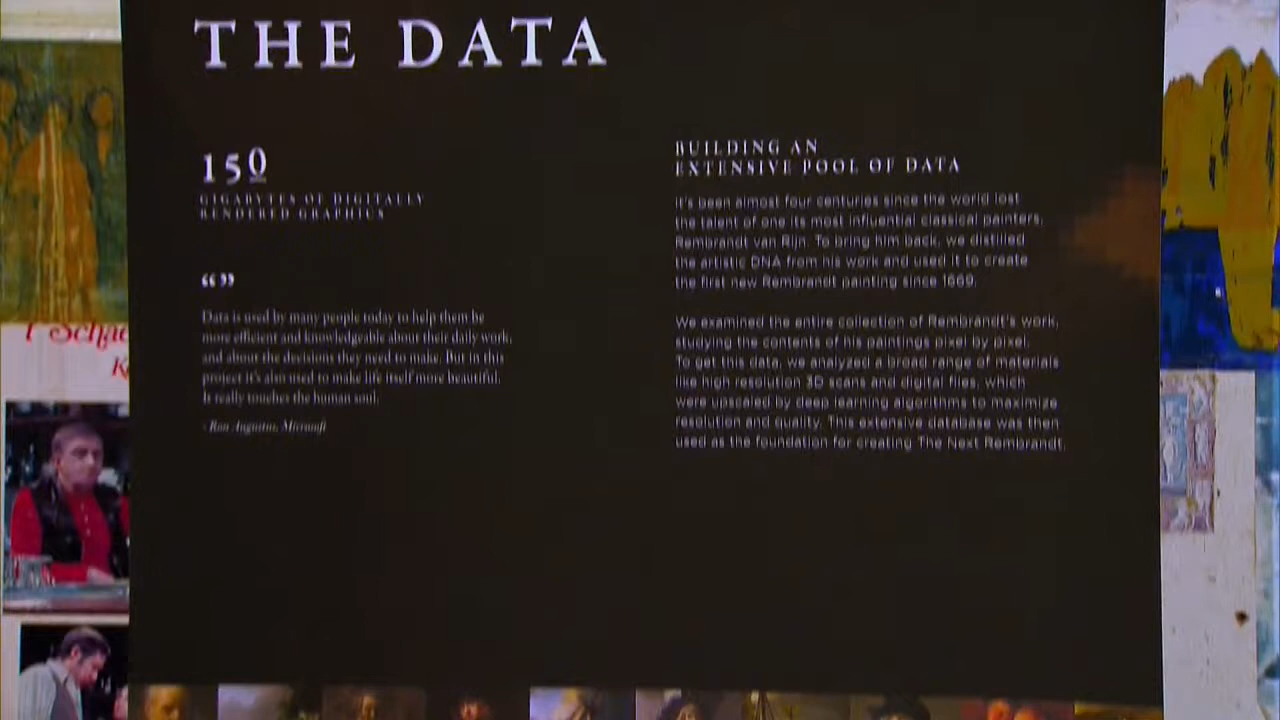 THE DATA
150
GIGABYTES OF DIGITALLY
RENDERED GRAPHICS
“ ”
Data is used by many people today to help them be
more efficient and knowledgeable about their daily work,
and about the decisions they need to make. But in this
project it's also used to make life itself more beautiful.
It really touches the human soul.
- Ron Augustus, Microsoft
BUILDING AN
EXTENSIVE POOL OF DATA
It's been almost four centuries since the world lost
the talent of one its most influential classical painters,
Rembrandt van Rijn. To bring him back, we distilled
the artistic DNA from his work and used it to create
the first new Rembrandt painting since 1669.
We examined the entire collection of Rembrandt's work,
studying the contents of his paintings pixel by pixel.
To get this data, we analyzed a broad range of materials
like high resolution 3D scans and digital files, which
were upscaled by deep learning algorithms to maximize
resolution and quality. This extensive database was then
used as the foundation for creating The Next Rembrandt.